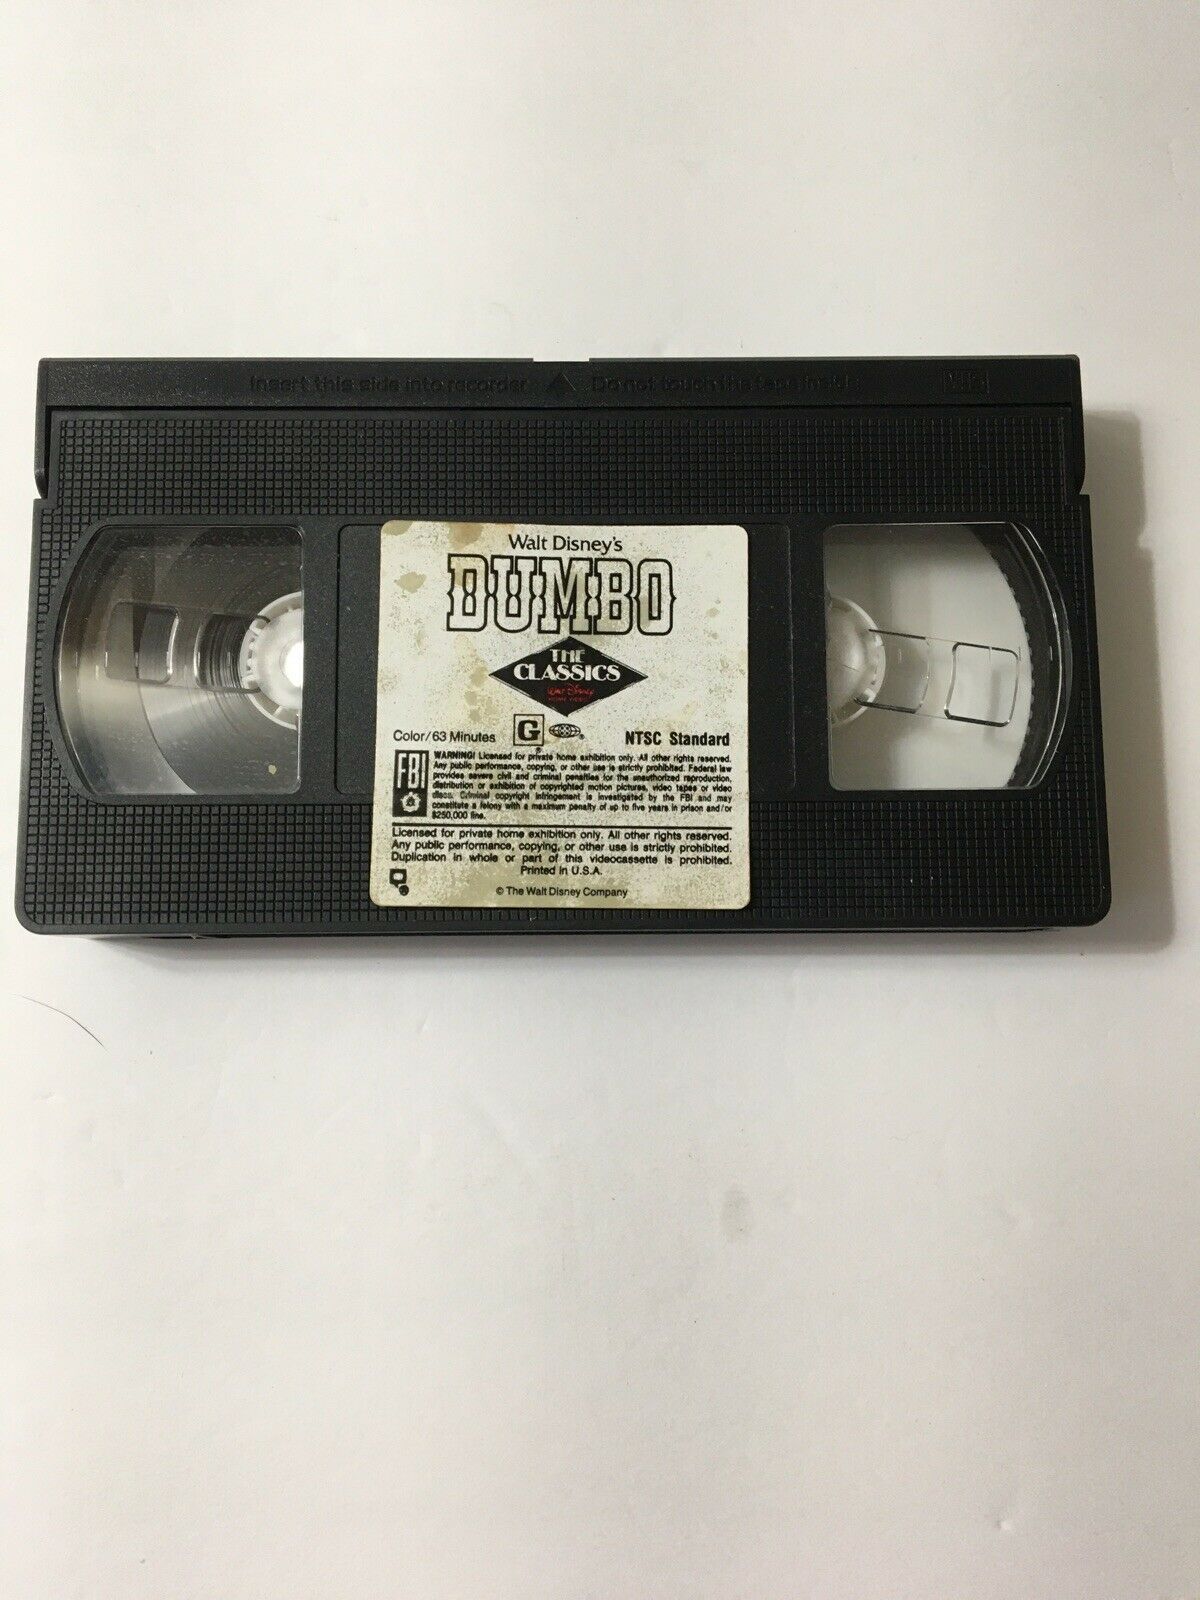 Insert this side into recorder Do not touch the tape inside VHS
Walt Disney's
DUMBO
THE
CLASSICS
Walt Disney
HOME VIDEO
Color/63 Minutes G ® NTSC Standard
FBI
WARNING! Licensed for private home exhibition only. All other rights reserved.
Any public performance, copying, or other use is strictly prohibited. Federal law
provides severe civil and criminal penalties for the unauthorized reproduction,
distribution or exhibition of copyrighted motion pictures, video tapes or video
discs. Criminal copyright infringement is investigated by the FBI and may
constitute a felony with a maximum penalty of up to five years in prison and/or
$250,000 fine.
Licensed for private home exhibition only. All other rights reserved.
Any public performance, copying, or other use is strictly prohibited.
Duplication in whole or part of this videocassette is prohibited.
Printed in U.S.A.
© The Walt Disney Company